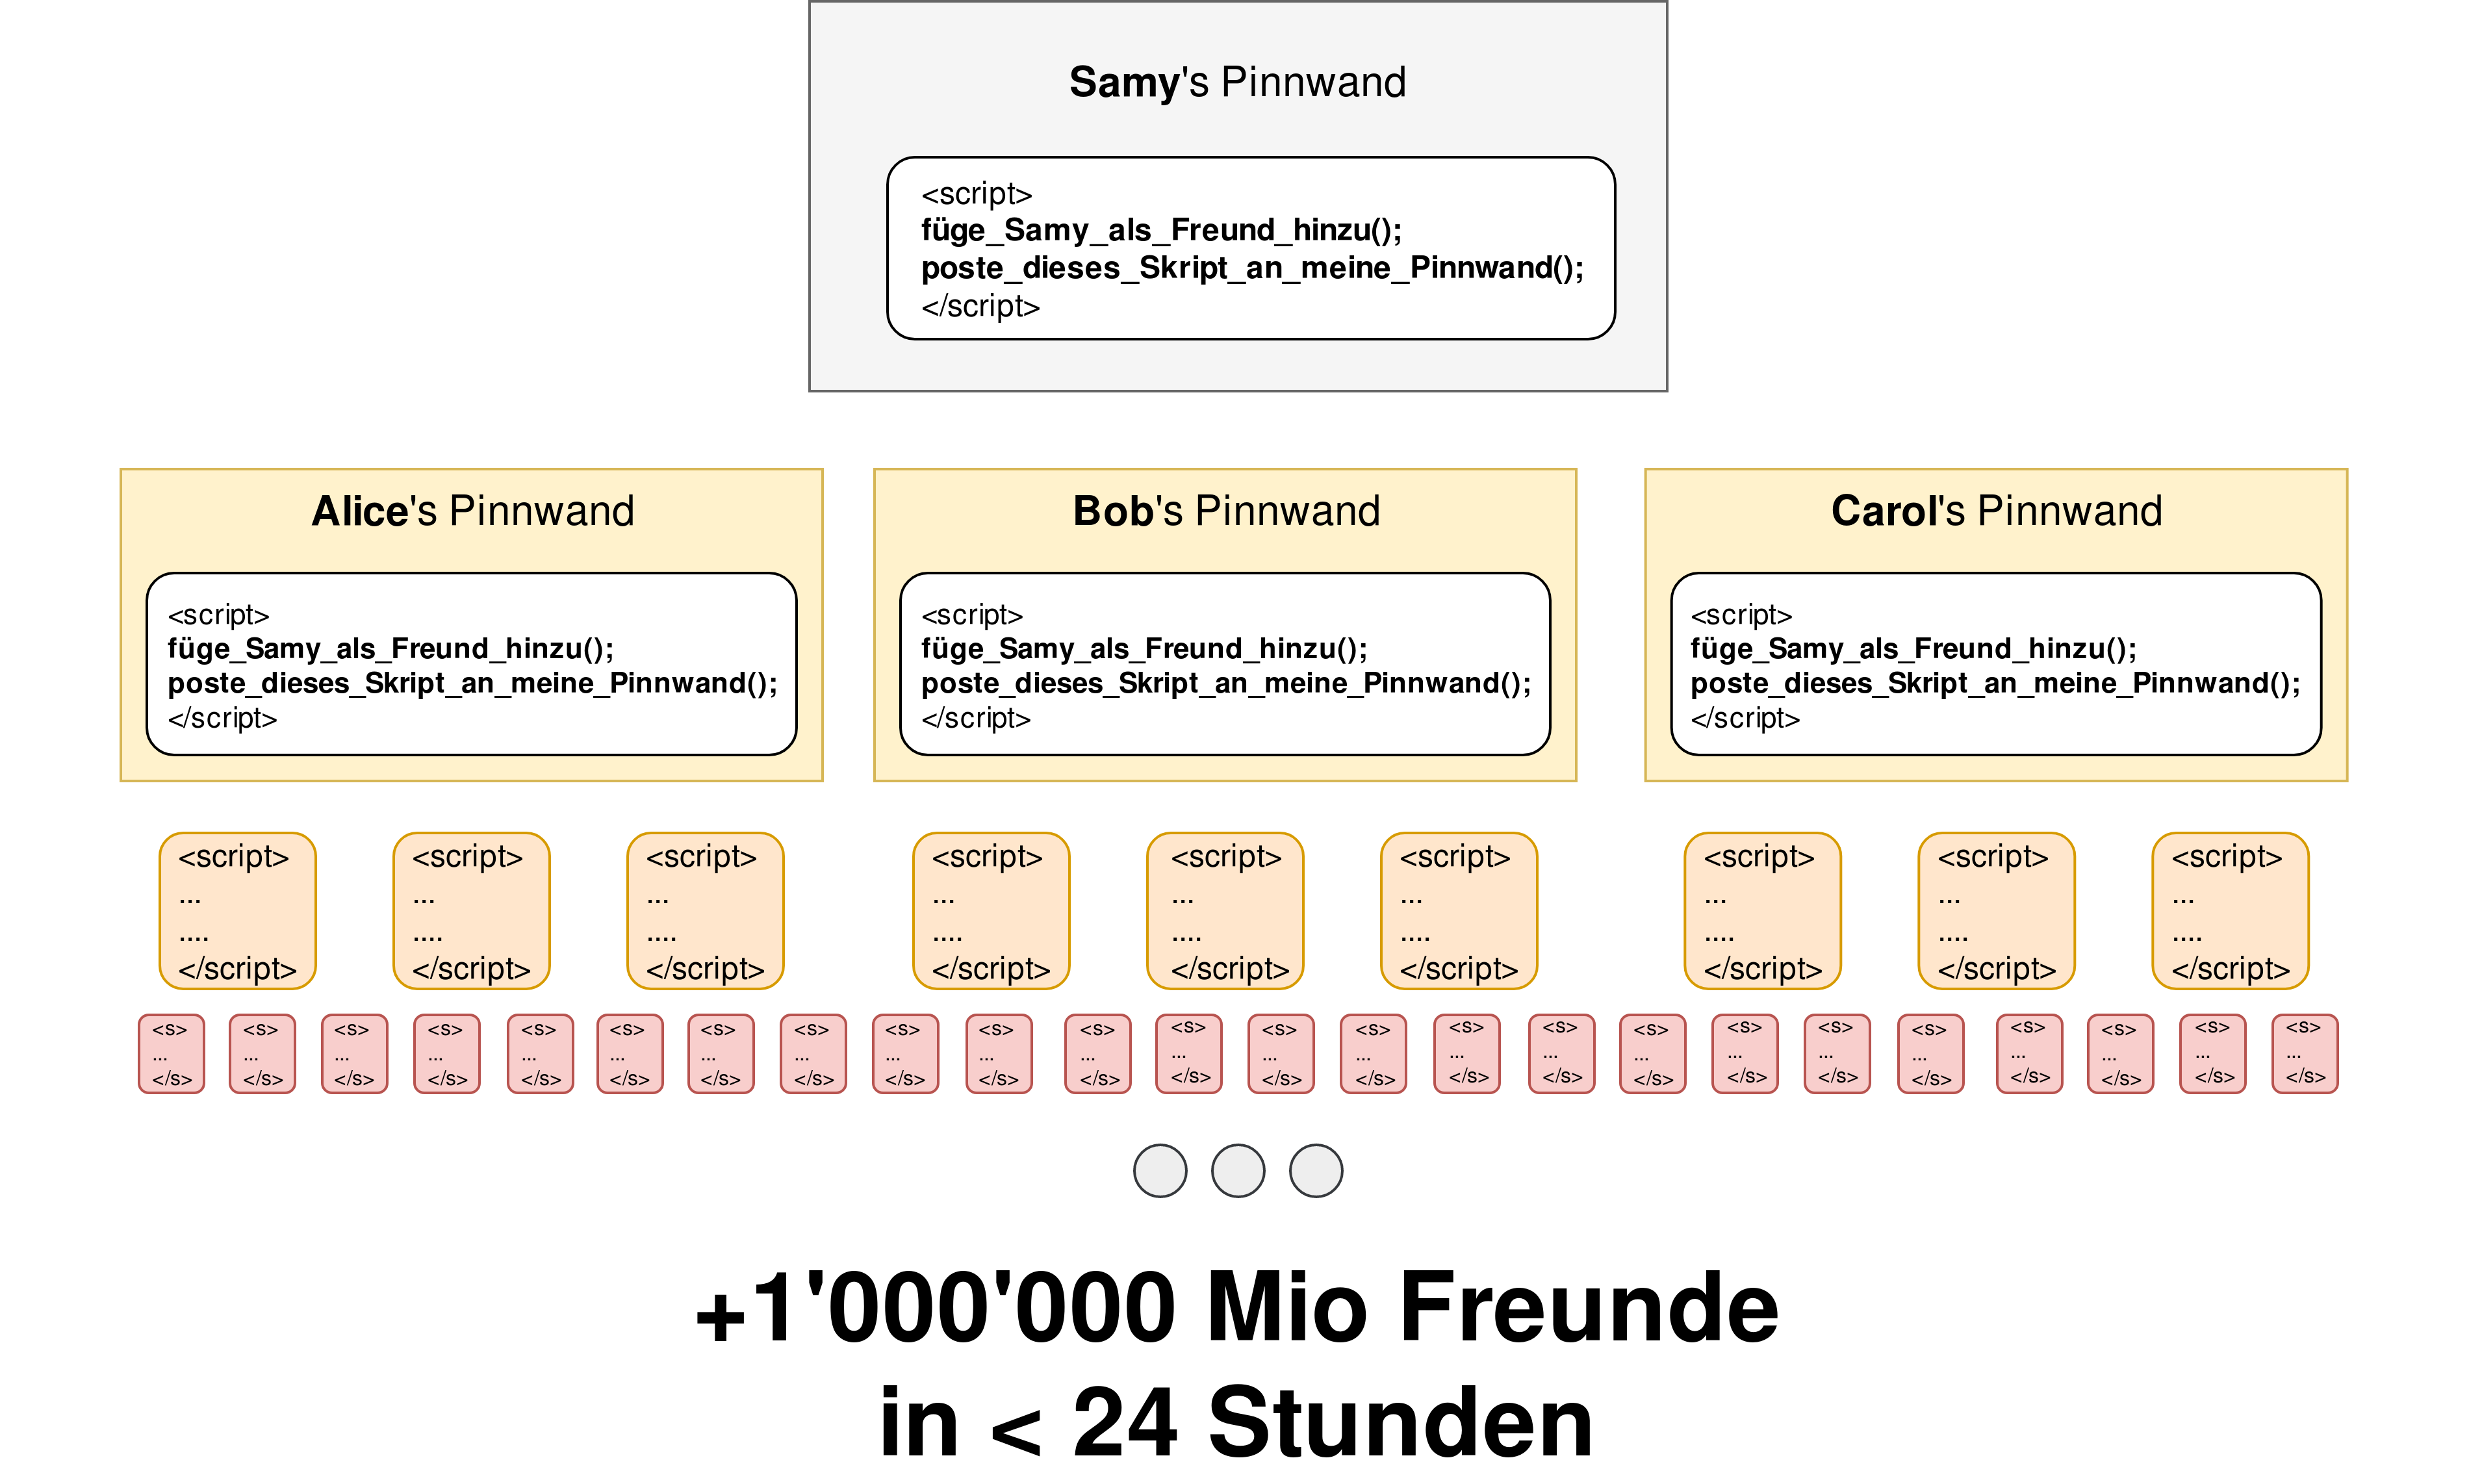 Samy's Pinnwand
<script>
füge_Samy_als_Freund_hinzu();
poste_dieses_Skript_an_meine_Pinnwand();
</script>
Alice's Pinnwand
<script>
füge_Samy_als_Freund_hinzu();
poste_dieses_Skript_an_meine_Pinnwand();
</script>
Bob's Pinnwand
<script>
füge_Samy_als_Freund_hinzu();
poste_dieses_Skript_an_meine_Pinnwand();
</script>
Carol's Pinnwand
<script>
füge_Samy_als_Freund_hinzu();
poste_dieses_Skript_an_meine_Pinnwand();
</script>
<script>
...
....
</script>
<script>
...
....
</script>
<script>
...
....
</script>
<script>
...
....
</script>
<script>
...
....
</script>
<script>
...
....
</script>
<script>
...
....
</script>
<script>
...
....
</script>
<script>
...
....
</script>
<s>
...
</s>
<s>
...
</s>
<s>
...
</s>
<s>
...
</s>
<s>
...
</s>
<s>
...
</s>
<s>
...
</s>
<s>
...
</s>
<s>
...
</s>
<s>
...
</s>
<s>
...
</s>
<s>
...
</s>
<s>
...
</s>
<s>
...
</s>
<s>
...
</s>
<s>
...
</s>
<s>
...
</s>
<s>
...
</s>
<s>
...
</s>
<s>
...
</s>
<s>
...
</s>
<s>
...
</s>
<s>
...
</s>
<s>
...
</s>
+1'000'000 Mio Freunde
in < 24 Stunden